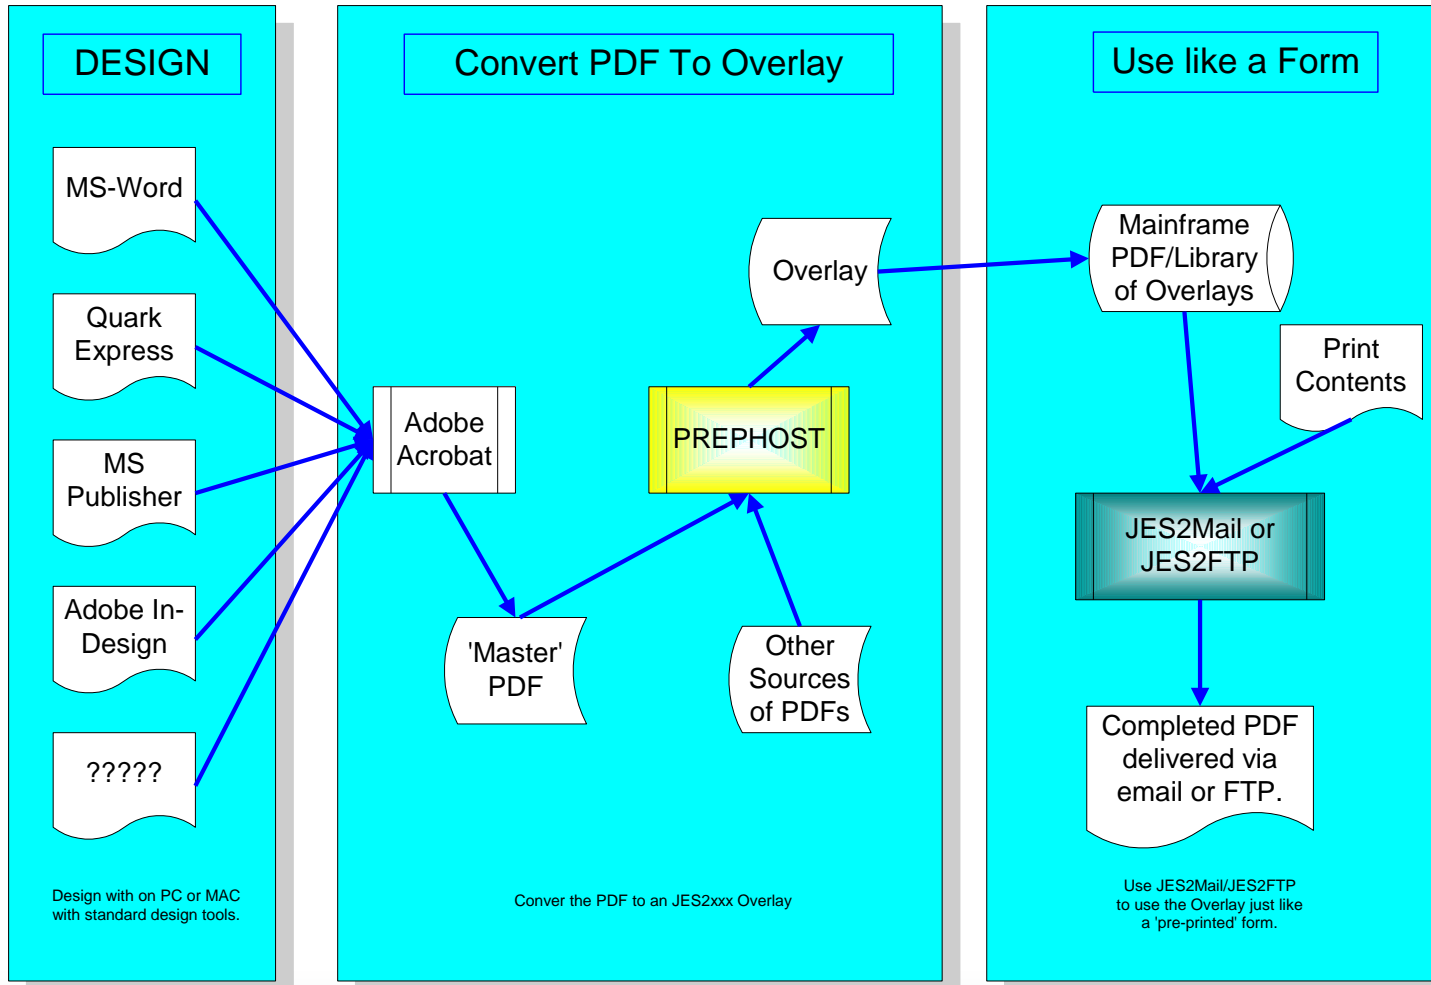 DESIGN
MS-Word
Quark
Express
MS
Publisher
Adobe In-
Design
?????
Design with on PC or MAC
with standard design tools.
Convert PDF To Overlay
Overlay
Adobe
Acrobat
PREPHOST
'Master'
PDF
Other
Sources
of PDFs
Conver the PDF to an JES2xxx Overlay
Use like a Form
Mainframe
PDF/Library
of Overlays
Print
Contents
JES2Mail or
JES2FTP
Completed PDF
delivered via
email or FTP.
Use JES2Mail/JES2FTP
to use the Overlay just like
a 'pre-printed' form.